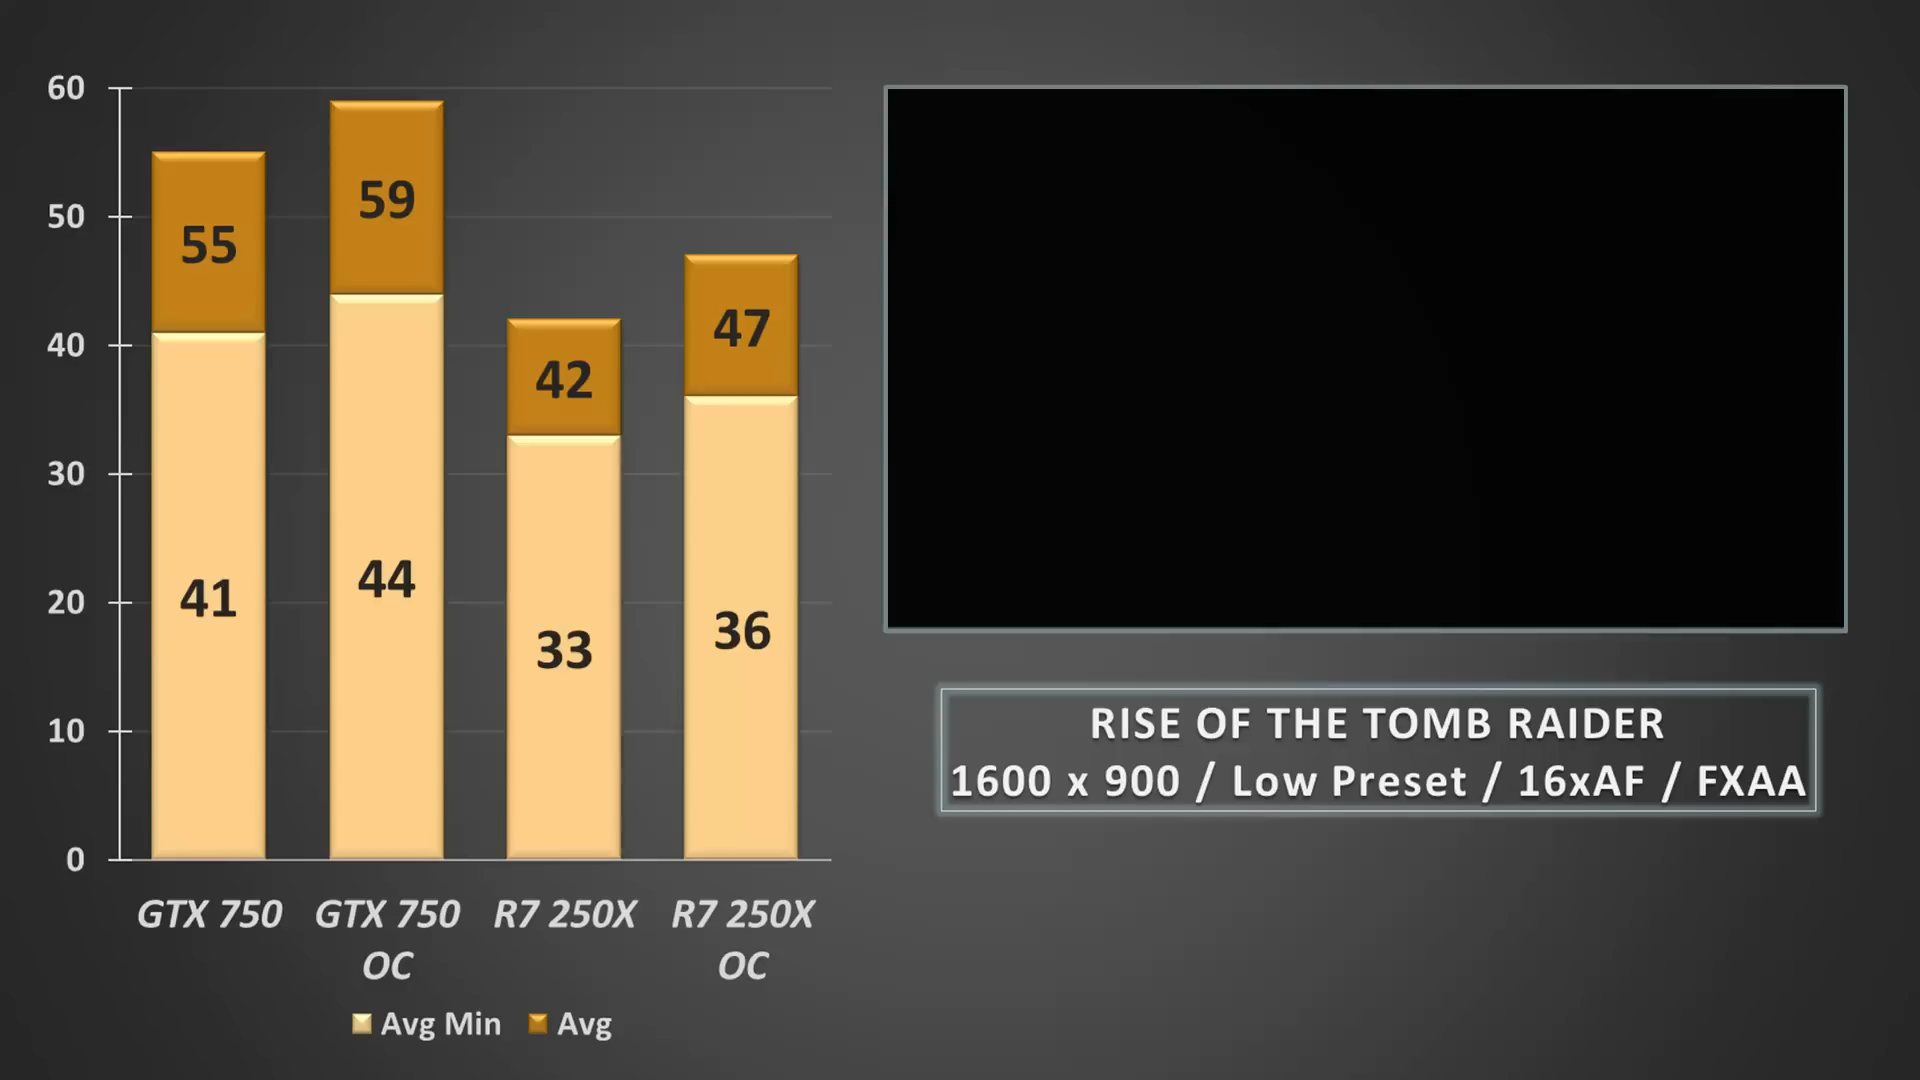 60
50
40
30
20
10
0
55
59
42
47
41
44
33
36
GTX 750
GTX 750 OC
R7 250X
R7 250X OC
Avg Min
Avg
RISE OF THE TOMB RAIDER
1600 x 900 / Low Preset / 16xAF / FXAA